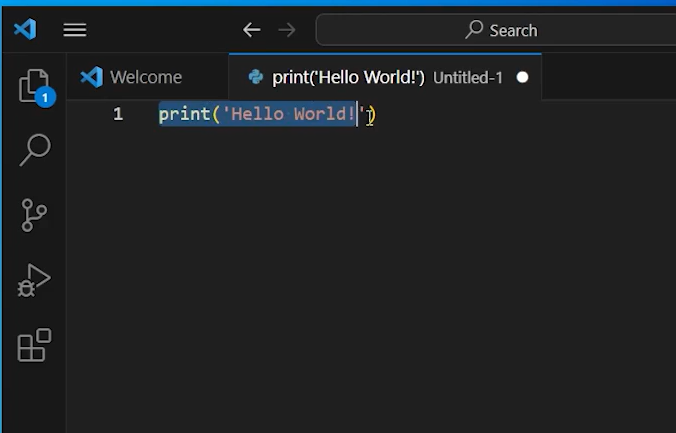 Search
Welcome
print('Hello World!') Untitled-1
1
1 print('Hello World!')